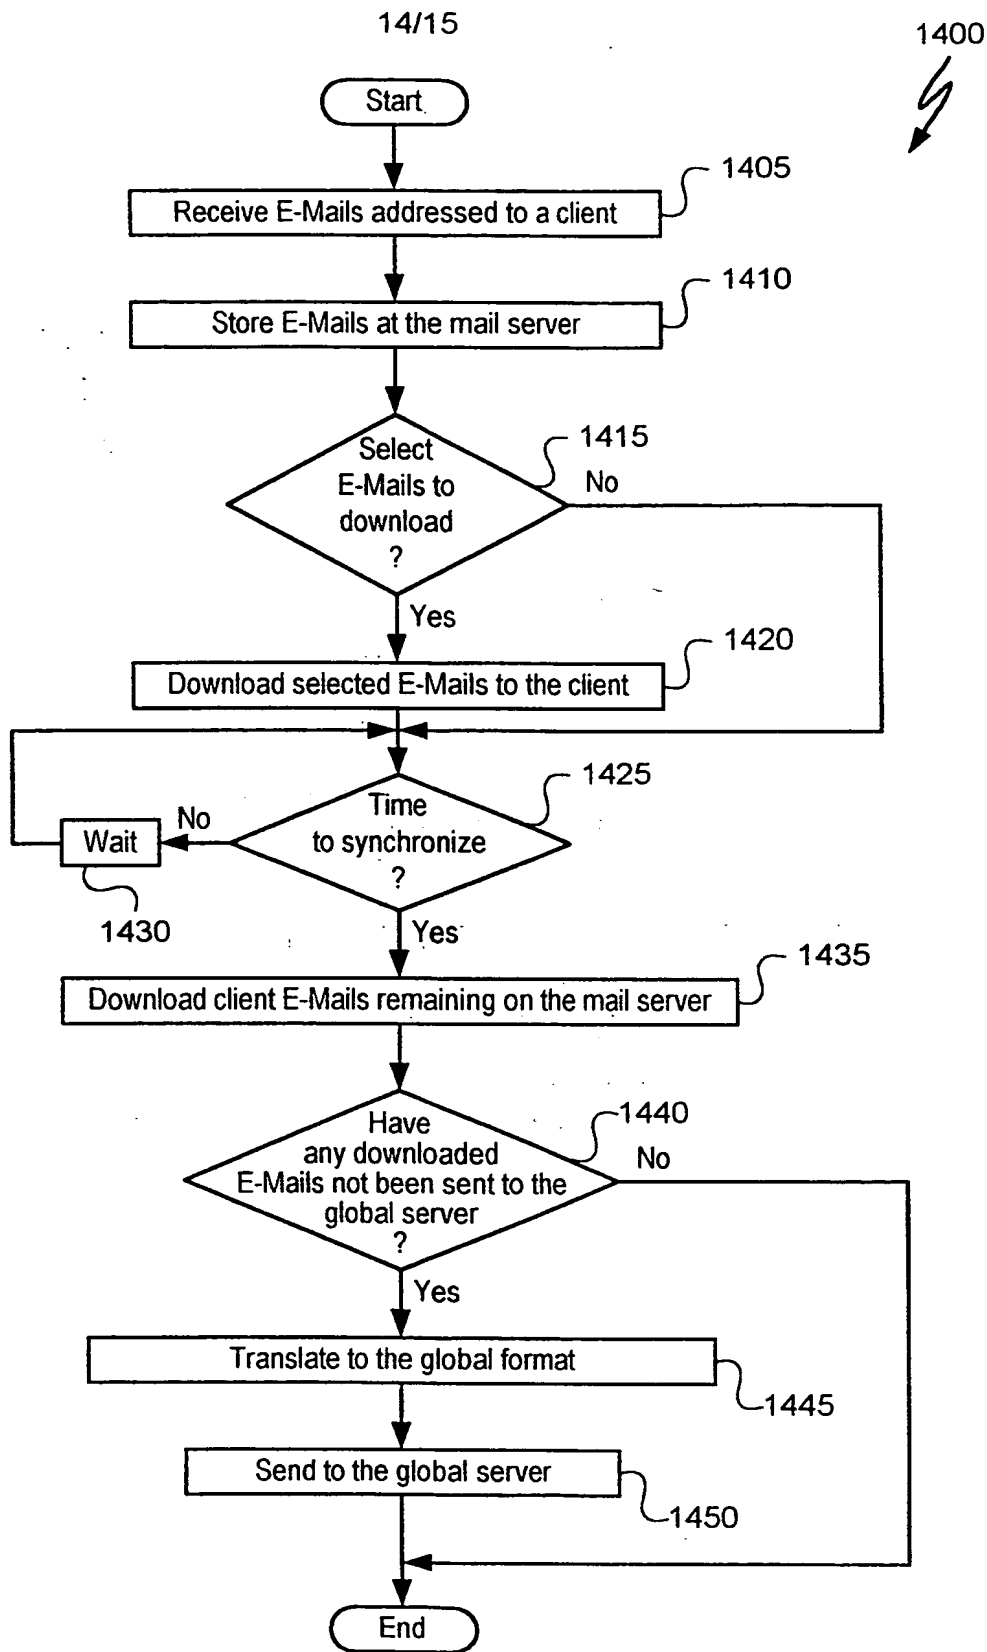 14/15
1400
Start
1405
Receive E-Mails addressed to a client
1410
Store E-Mails at the mail server
1415
Select
E-Mails to
download
?
No
Yes
1420
Download selected E-Mails to the client
1425
Time
to synchronize
?
No
Wait
1430
Yes
1435
Download client E-Mails remaining on the mail server
1440
Have
any downloaded
E-Mails not been sent to the
global server
?
No
Yes
Translate to the global format
1445
Send to the global server
1450
End